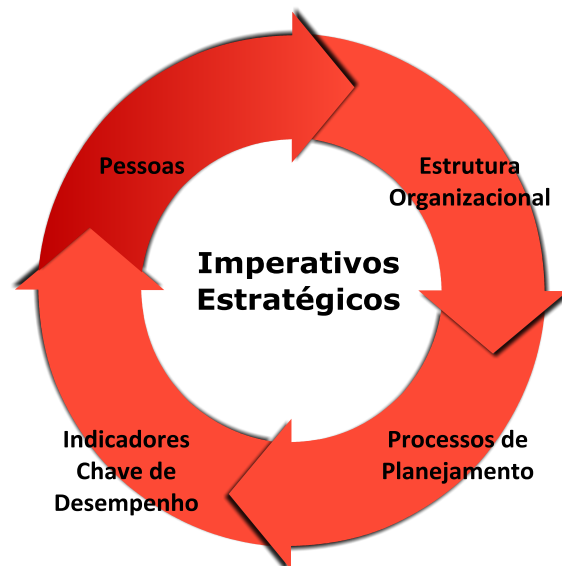 Pessoas
Estrutura
Organizacional
Imperativos
Estratégicos
Indicadores
Chave de
Desempenho
Processos de
Planejamento